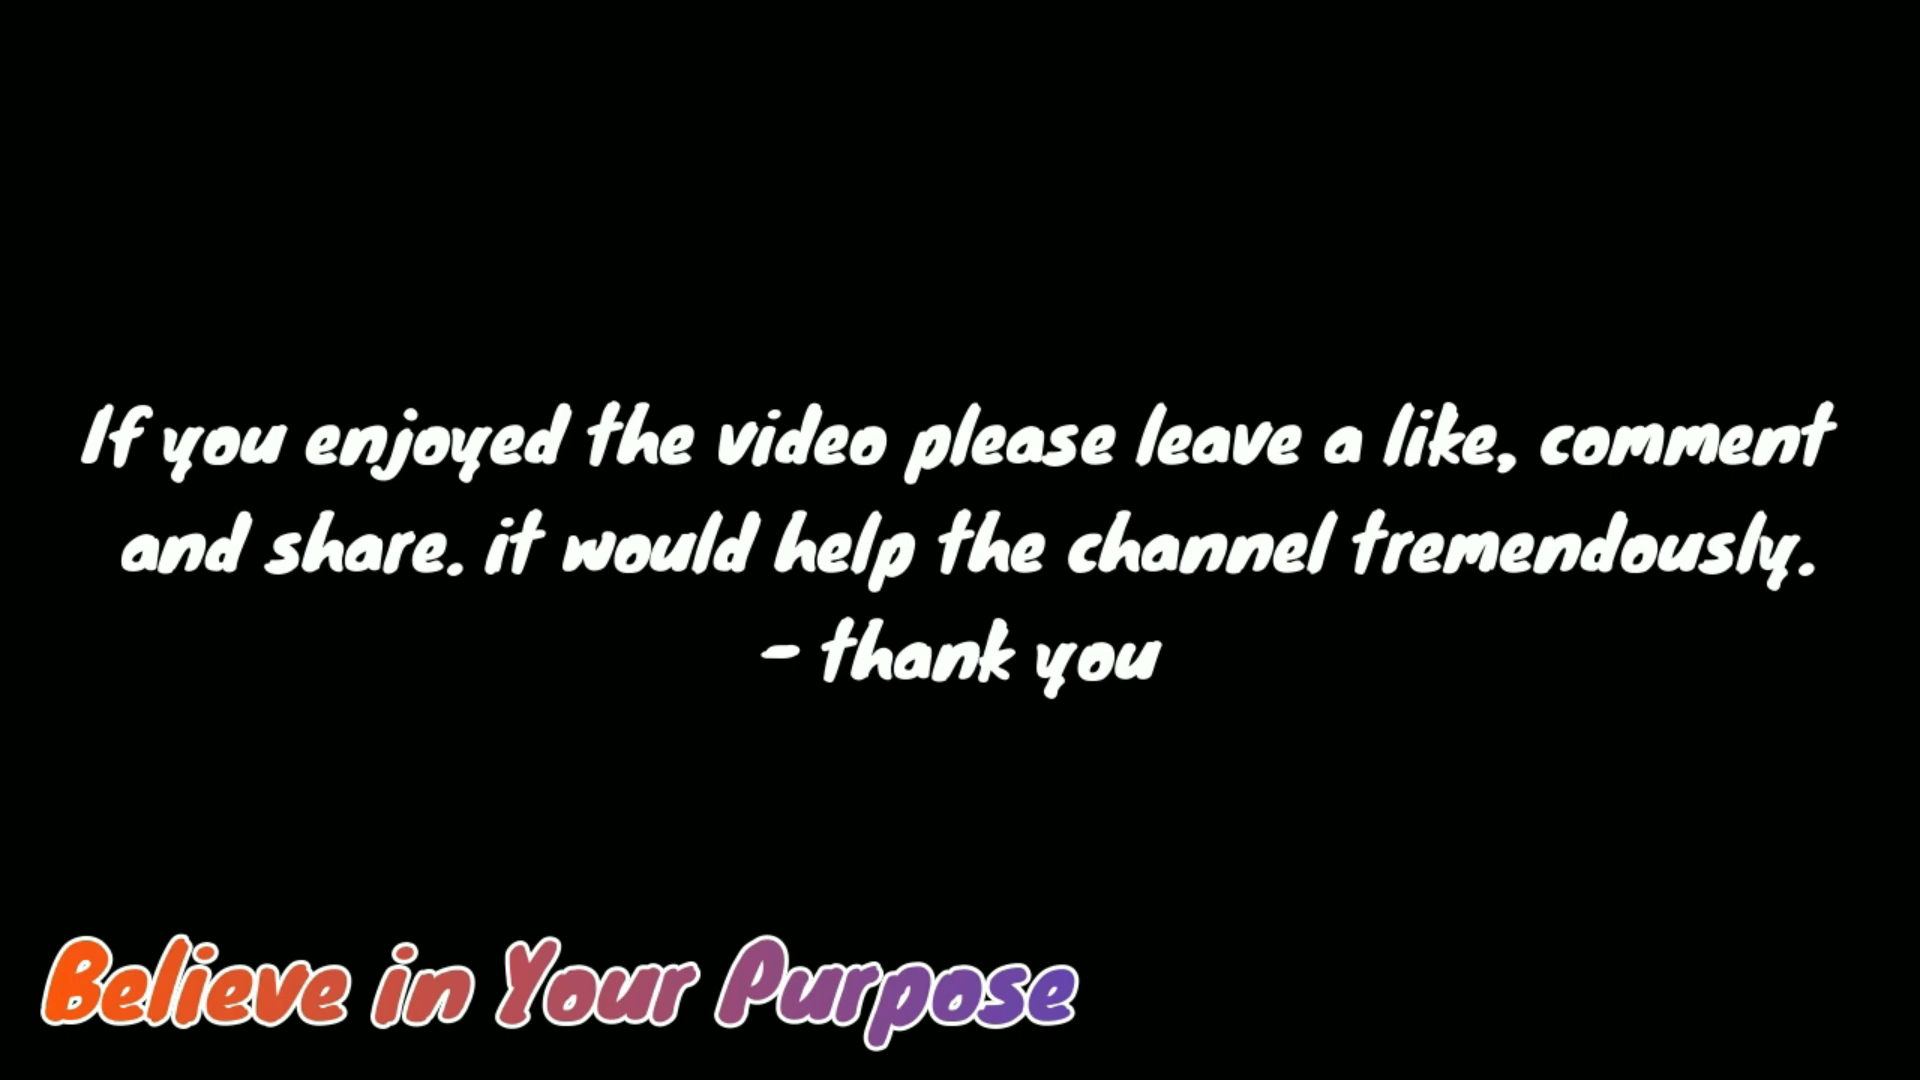 If you enjoyed the video please leave a like, comment
and share. it would help the channel tremendously.
- thank you
Believe in Your Purpose